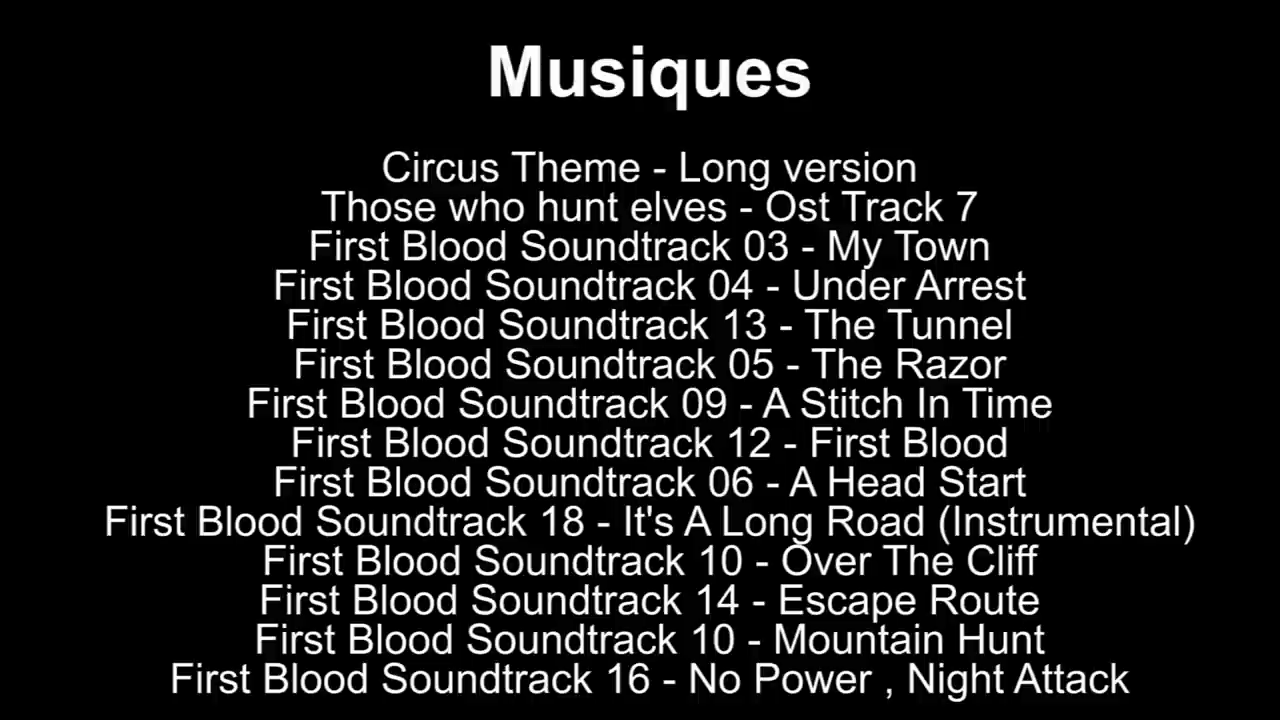 Musiques
Circus Theme - Long version
Those who hunt elves - Ost Track 7
First Blood Soundtrack 03 - My Town
First Blood Soundtrack 04 - Under Arrest
First Blood Soundtrack 13 - The Tunnel
First Blood Soundtrack 05 - The Razor
First Blood Soundtrack 09 - A Stitch In Time
First Blood Soundtrack 12 - First Blood
First Blood Soundtrack 06 - A Head Start
First Blood Soundtrack 18 - It's A Long Road (Instrumental)
First Blood Soundtrack 10 - Over The Cliff
First Blood Soundtrack 14 - Escape Route
First Blood Soundtrack 10 - Mountain Hunt
First Blood Soundtrack 16 - No Power , Night Attack